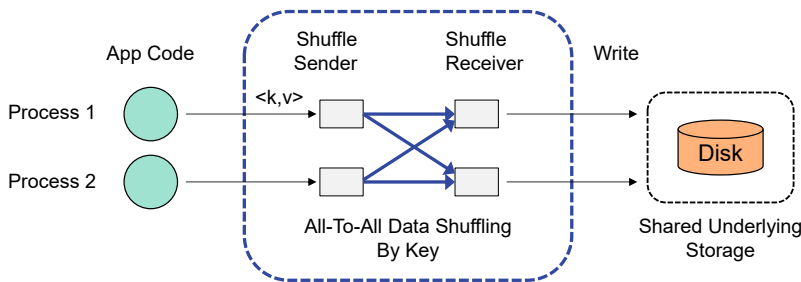 App Code
Shuffle
Sender
Shuffle
Receiver
Write
Process 1
<k,v>
Process 2
Disk
All-To-All Data Shuffling
By Key
Shared Underlying
Storage